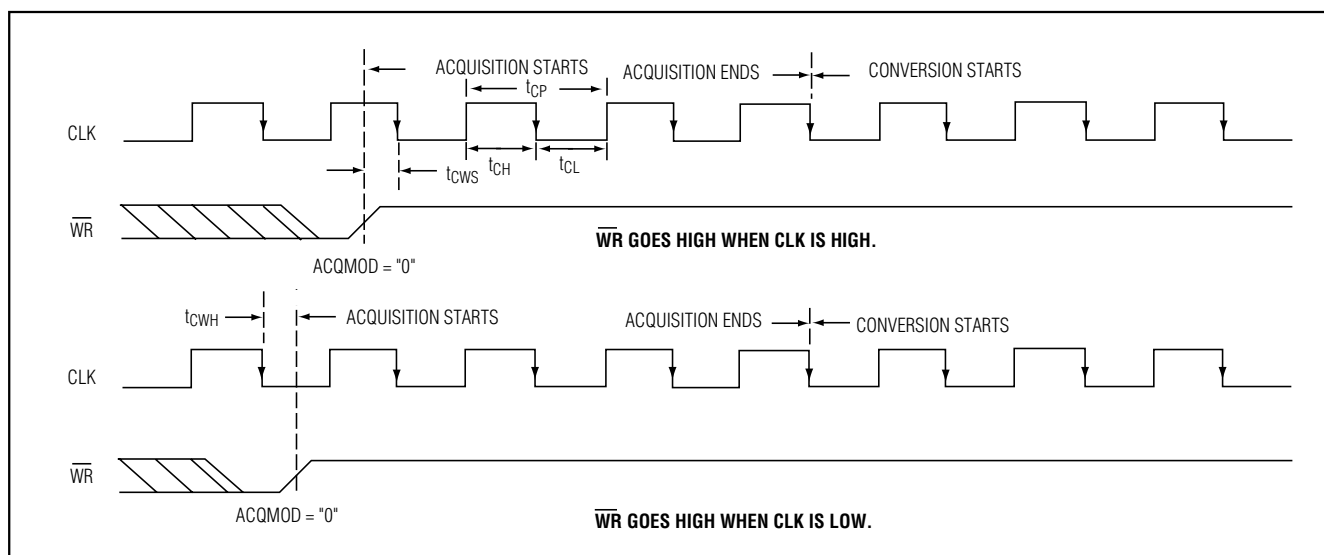 ACQUISITION STARTS
ACQUISITION ENDS
CONVERSION STARTS
tCP
CLK
tCWS
tCH
tCL
WR
WR GOES HIGH WHEN CLK IS HIGH.
ACQMOD = "0"
tCWH
ACQUISITION STARTS
ACQUISITION ENDS
CONVERSION STARTS
CLK
WR
ACQMOD = "0"
WR GOES HIGH WHEN CLK IS LOW.